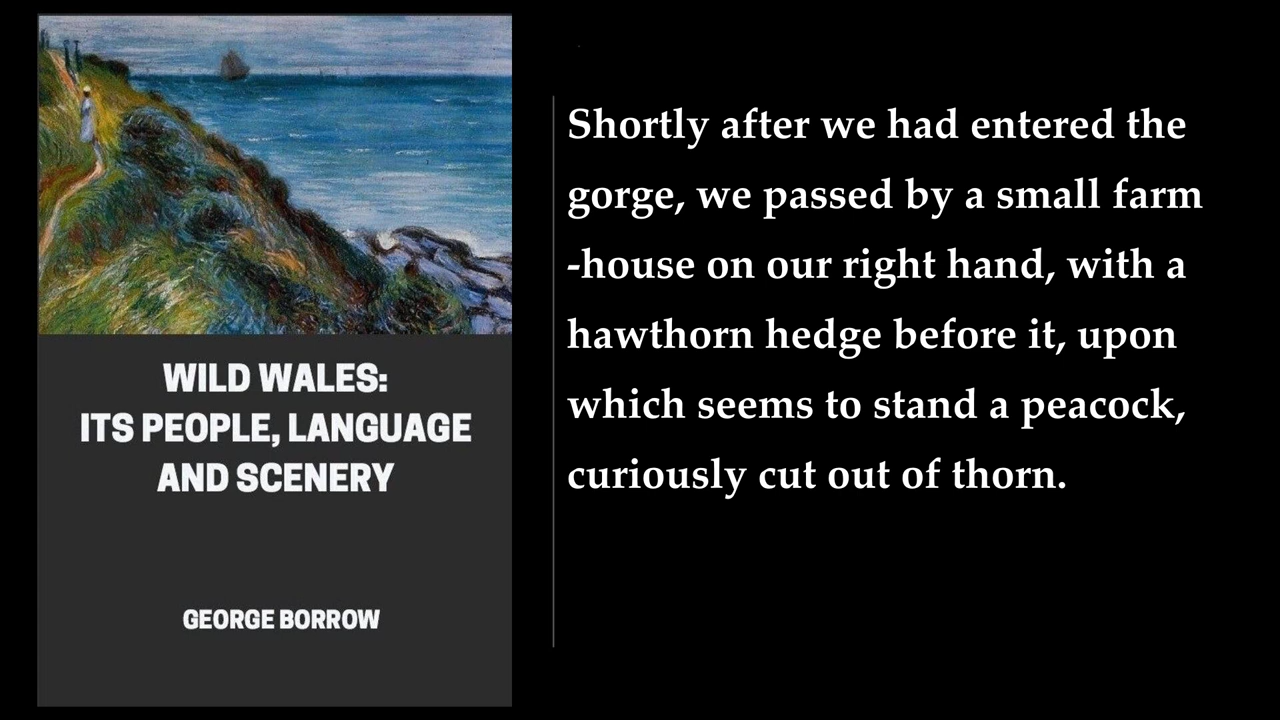 WILD WALES:
ITS PEOPLE, LANGUAGE
AND SCENERY
GEORGE BORROW
Shortly after we had entered the
gorge, we passed by a small farm
-house on our right hand, with a
hawthorn hedge before it, upon
which seems to stand a peacock,
curiously cut out of thorn.